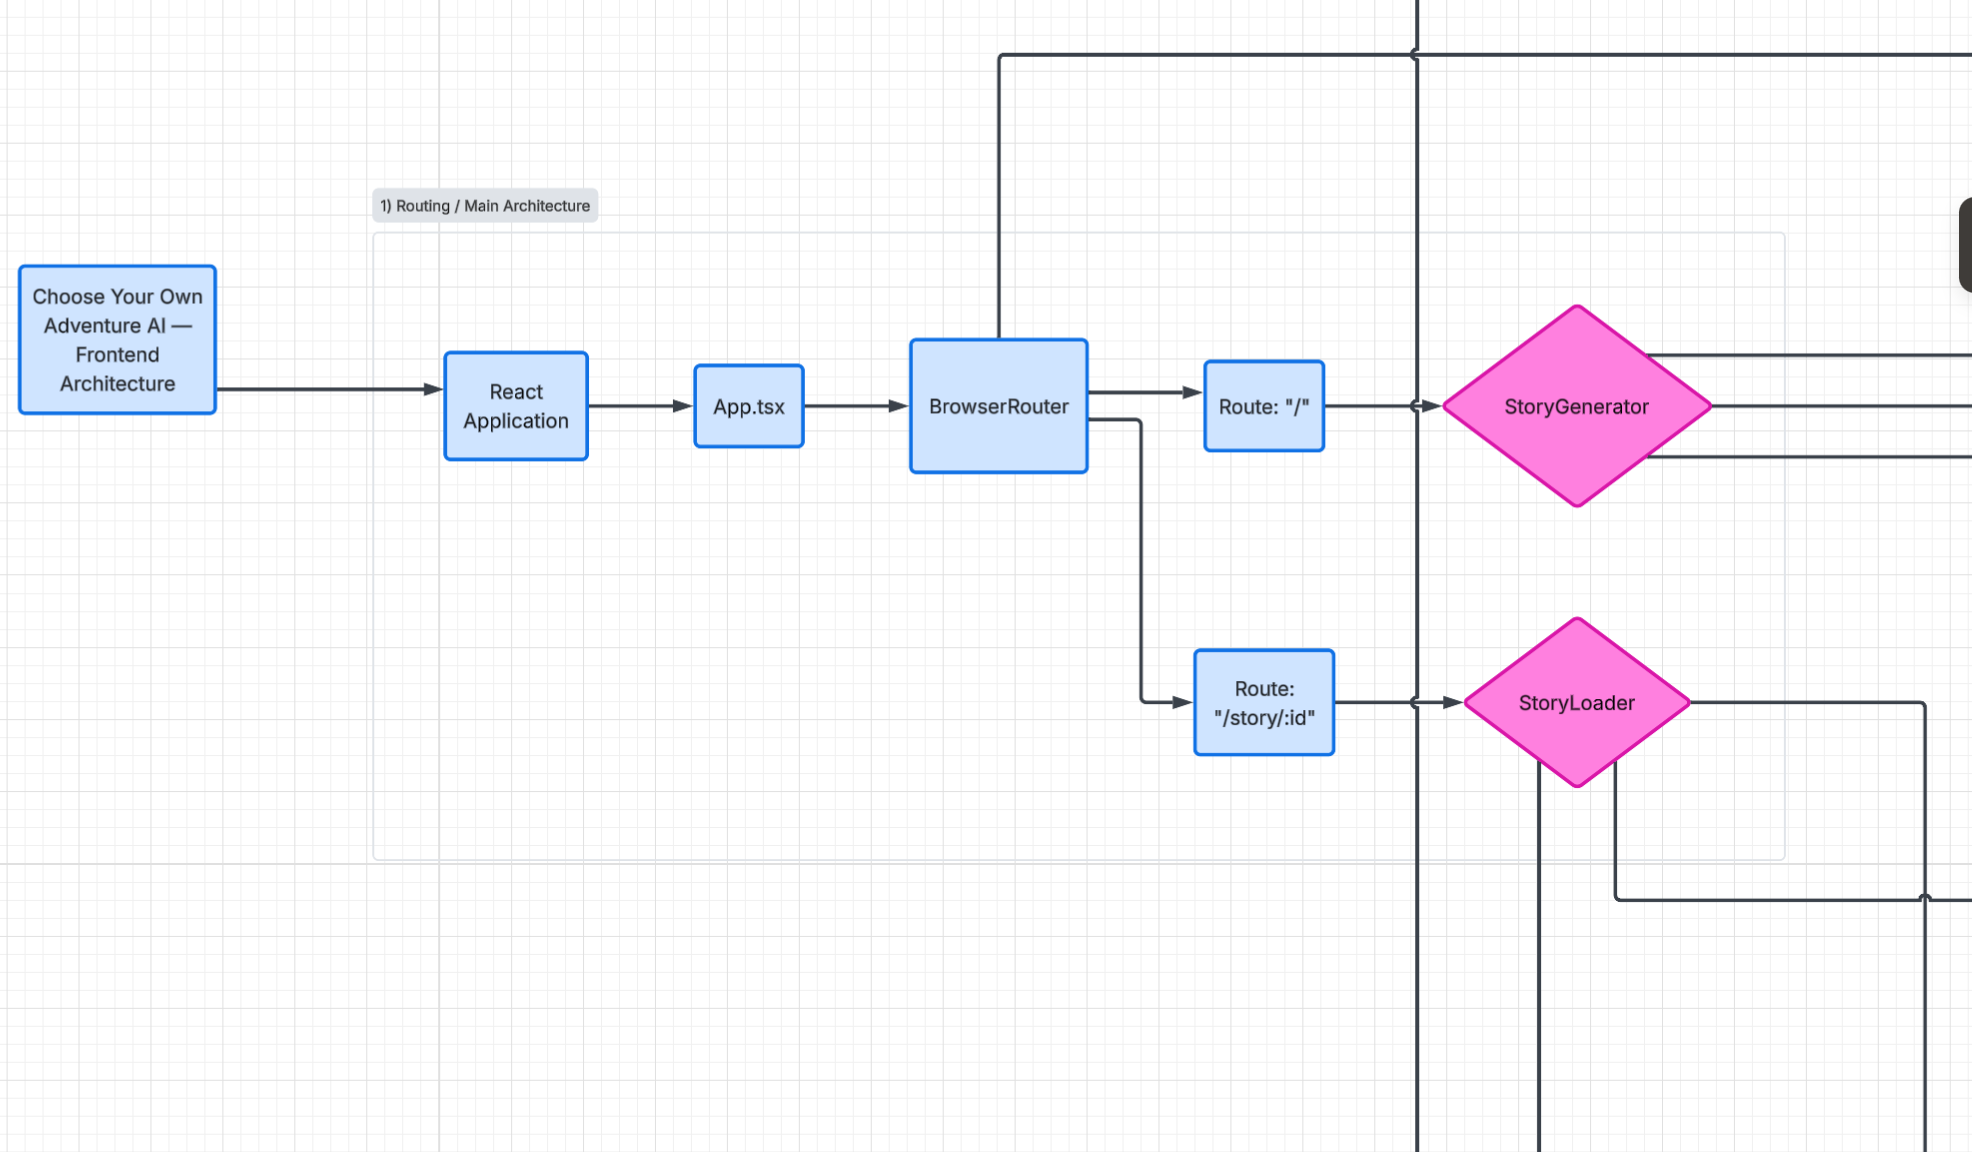 1) Routing / Main Architecture
Choose Your Own
Adventure AI —
Frontend
Architecture
React
Application
App.tsx
BrowserRouter
Route: "/"
StoryGenerator
Route:
"/story/:id"
StoryLoader